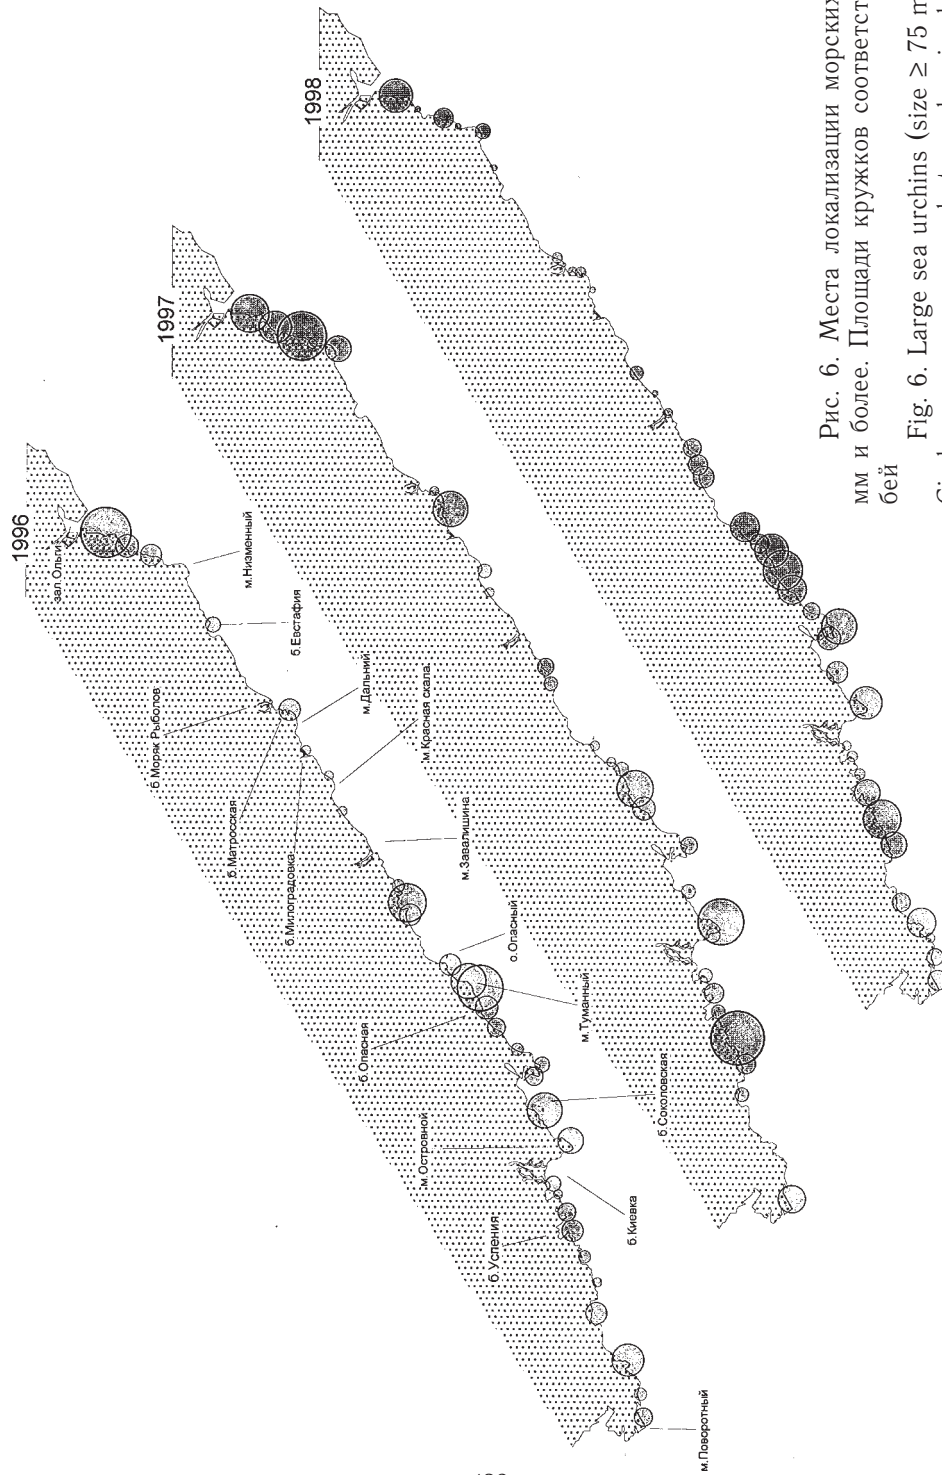 1996
зал.Ольги
м.Низменный
б.Евстафия
б.Моряк Рыболов
м.Дальний
б.Матросская
м.Красная скала
б.Милоградовка
м.Завалишина
о.Опасный
б.Опасная
м.Туманный
б.Соколовская
м.Островной
б.Киевка
б.Успения
м.Поворотный
1997
1998
Рис. 6. Места локализации морских
мм и более. Площади кружков соответст
бей
Fig. 6. Large sea urchins (size ≥ 75 m